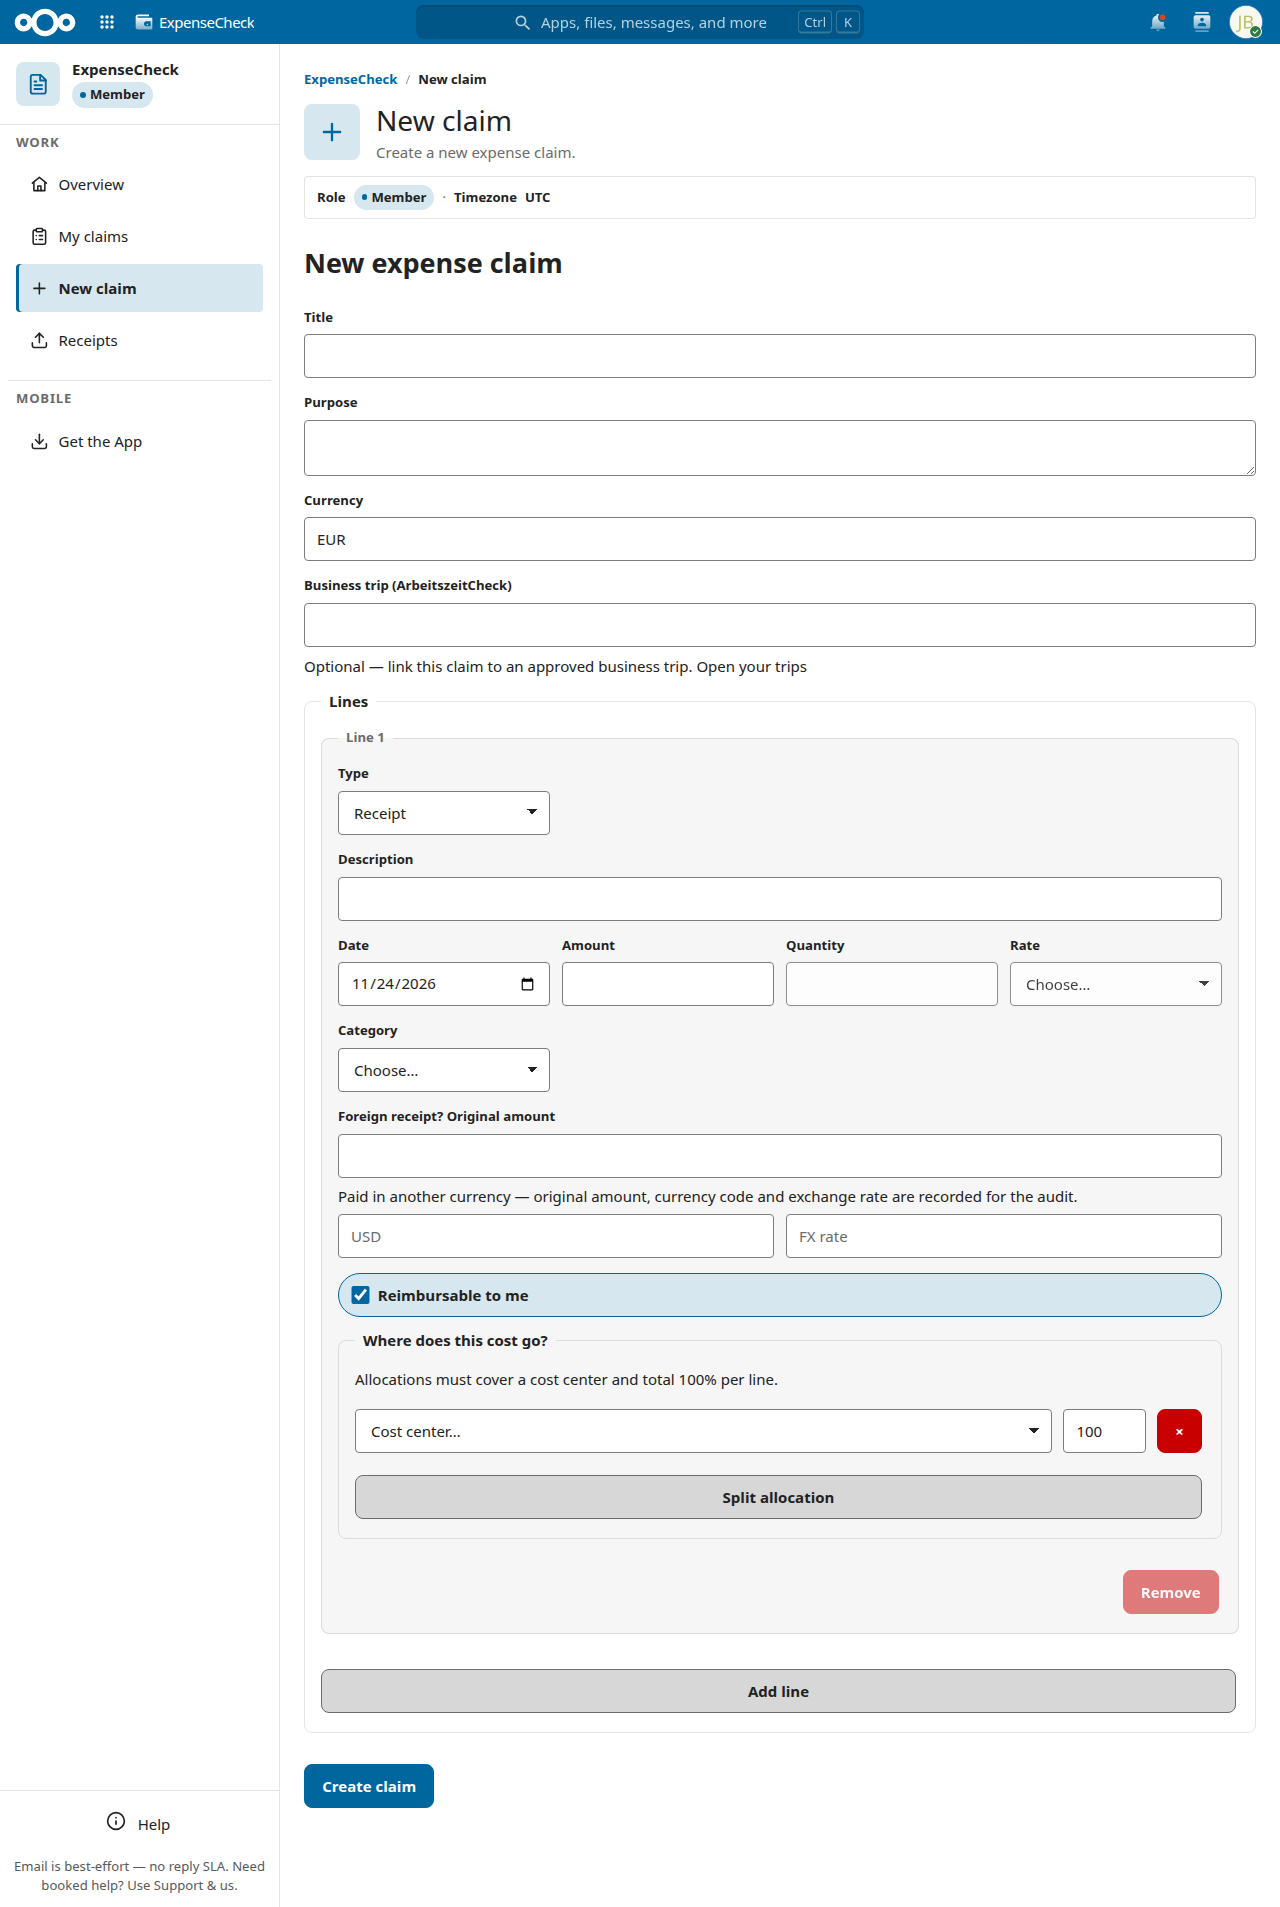 ExpenseCheck
Apps, files, messages, and more
Ctrl K
JB
ExpenseCheck
Member
WORK
Overview
My claims
New claim
Receipts
MOBILE
Get the App
Help
Email is best-effort — no reply SLA. Need
booked help? Use Support & us.
ExpenseCheck / New claim
New claim
Create a new expense claim.
Role Member · Timezone UTC
New expense claim
Title
Purpose
Currency
EUR
Business trip (ArbeitszeitCheck)
Optional — link this claim to an approved business trip. Open your trips
Lines
Line 1
Type
Receipt
Description
Date Amount Quantity Rate
11/24/2026 Choose...
Category
Choose...
Foreign receipt? Original amount
Paid in another currency — original amount, currency code and exchange rate are recorded for the audit.
USD FX rate
Reimbursable to me
Where does this cost go?
Allocations must cover a cost center and total 100% per line.
Cost center... 100 ×
Split allocation
Remove
Add line
Create claim